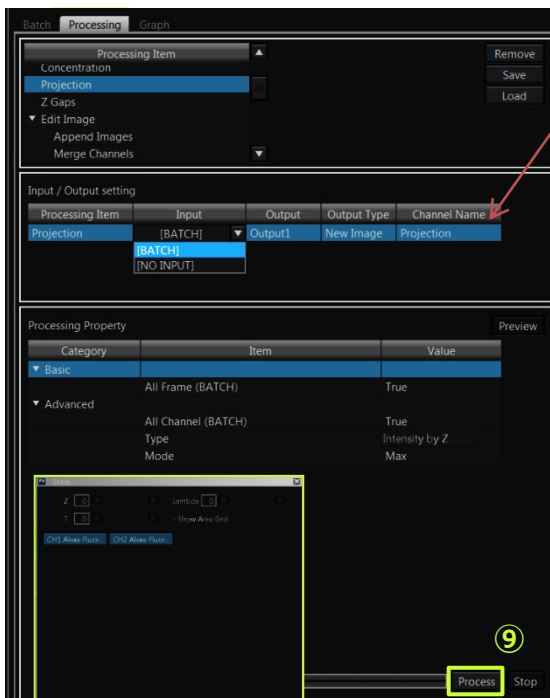 Batch Processing Graph
Processing Item
Remove
Concentration
Save
Projection
Load
Z Gaps
▼ Edit Image
Append Images
Merge Channels
Input / Output setting
Processing Item Input Output Output Type Channel Name
Projection [BATCH] Output1 New Image Projection
[BATCH]
[NO INPUT]
Processing Property Preview
Category Item Value
▼ Basic
All Frame (BATCH) True
▼ Advanced
All Channel (BATCH) True
Type Intensity by Z
Mode Max
Z 0 Lambda 0
T 0 Show Area Grid
CH1 Alexa Fluor... CH2 Alexa Fluor...
⑨
Process Stop